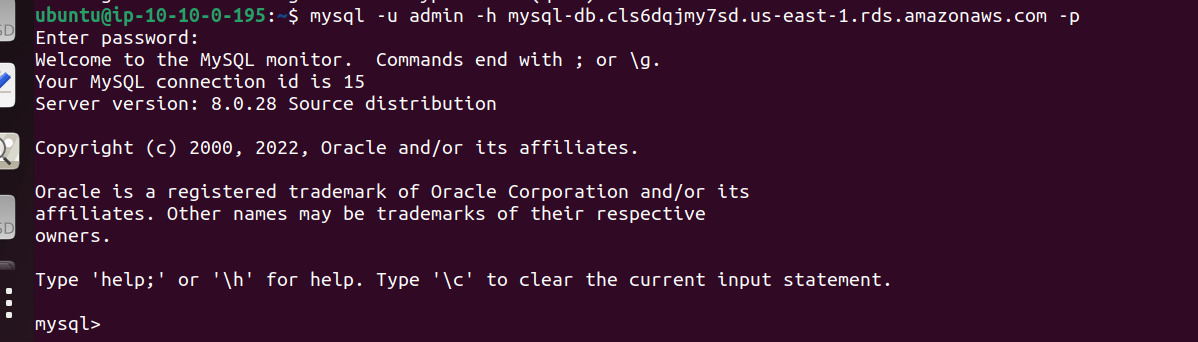 ubuntu@ip-10-10-0-195:~$ mysql -u admin -h mysql-db.cls6dqjmy7sd.us-east-1.rds.amazonaws.com -p
Enter password:
Welcome to the MySQL monitor.  Commands end with ; or \g.
Your MySQL connection id is 15
Server version: 8.0.28 Source distribution

Copyright (c) 2000, 2022, Oracle and/or its affiliates.

Oracle is a registered trademark of Oracle Corporation and/or its
affiliates. Other names may be trademarks of their respective
owners.

Type 'help;' or '\h' for help. Type '\c' to clear the current input statement.

mysql>